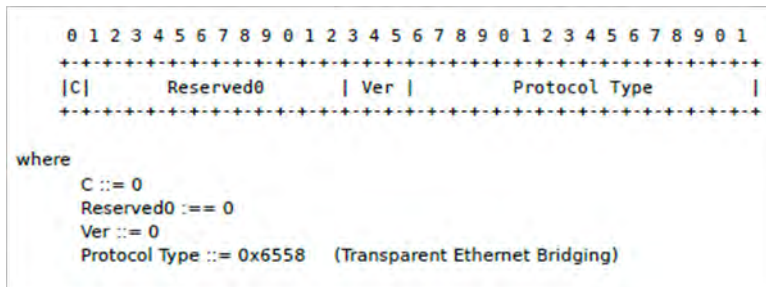 0 1 2 3 4 5 6 7 8 9 0 1 2 3 4 5 6 7 8 9 0 1 2 3 4 5 6 7 8 9 0 1
+-+-+-+-+-+-+-+-+-+-+-+-+-+-+-+-+-+-+-+-+-+-+-+-+-+-+-+-+-+-+-+-+
|C| Reserved0 | Ver | Protocol Type |
+-+-+-+-+-+-+-+-+-+-+-+-+-+-+-+-+-+-+-+-+-+-+-+-+-+-+-+-+-+-+-+-+
where
C ::= 0
Reserved0 :== 0
Ver ::= 0
Protocol Type ::= 0x6558 (Transparent Ethernet Bridging)